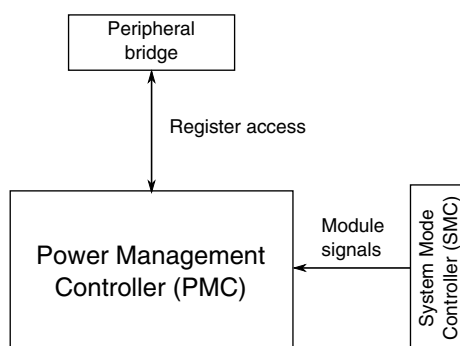 Peripheral
bridge
Register access
Module
signals
Power Management
Controller (PMC)
System Mode
Controller (SMC)